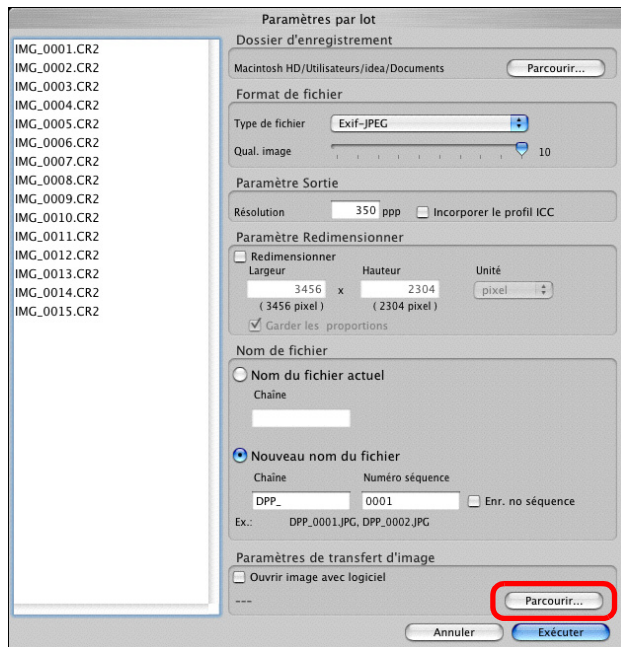 Paramètres par lot
IMG_0001.CR2
IMG_0002.CR2
IMG_0003.CR2
IMG_0004.CR2
IMG_0005.CR2
IMG_0006.CR2
IMG_0007.CR2
IMG_0008.CR2
IMG_0009.CR2
IMG_0010.CR2
IMG_0011.CR2
IMG_0012.CR2
IMG_0013.CR2
IMG_0014.CR2
IMG_0015.CR2
Dossier d'enregistrement
Macintosh HD/Utilisateurs/idea/Documents Parcourir...
Format de fichier
Type de fichier Exif-JPEG
Qual. image 10
Paramètre Sortie
Résolution 350 ppp Incorporer le profil ICC
Paramètre Redimensionner
Redimensionner
Largeur Hauteur Unité
3456 x 2304 pixel
( 3456 pixel ) ( 2304 pixel )
Garder les proportions
Nom de fichier
Nom du fichier actuel
Chaîne
Nouveau nom du fichier
Chaîne Numéro séquence
DPP_ 0001 Enr. no séquence
Ex.: DPP_0001.JPG, DPP_0002.JPG
Paramètres de transfert d'image
Ouvrir image avec logiciel
--- Parcourir...
Annuler Exécuter